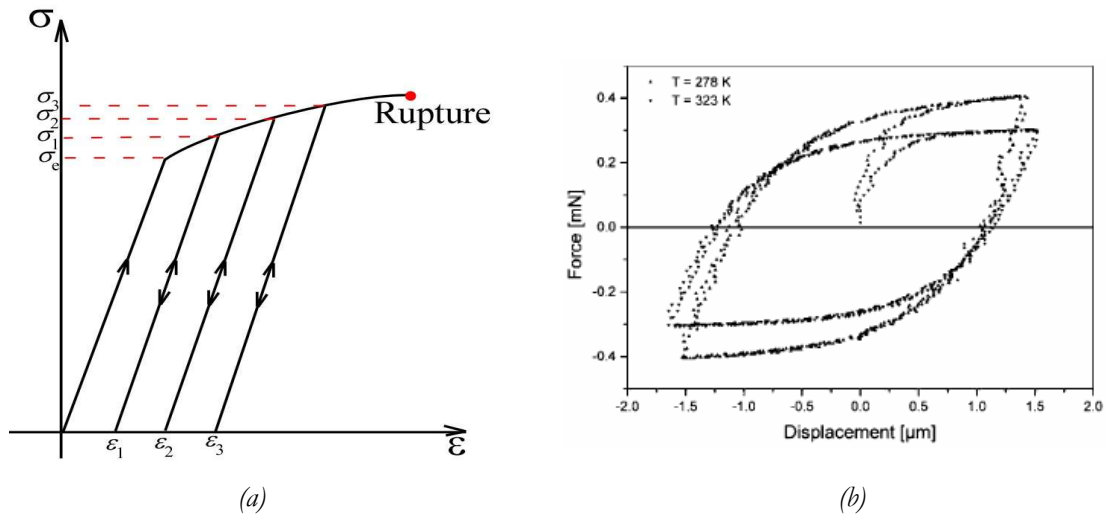 σ
σ₃
σ₂
σ₁
σₑ
Rupture
ε₁ ε₂ ε₃ ε
(a)
T = 278 K
T = 323 K
Force [mN]
0.4
0.2
0.0
-0.2
-0.4
-2.0 -1.5 -1.0 -0.5 0.0 0.5 1.0 1.5 2.0
Displacement [µm]
(b)